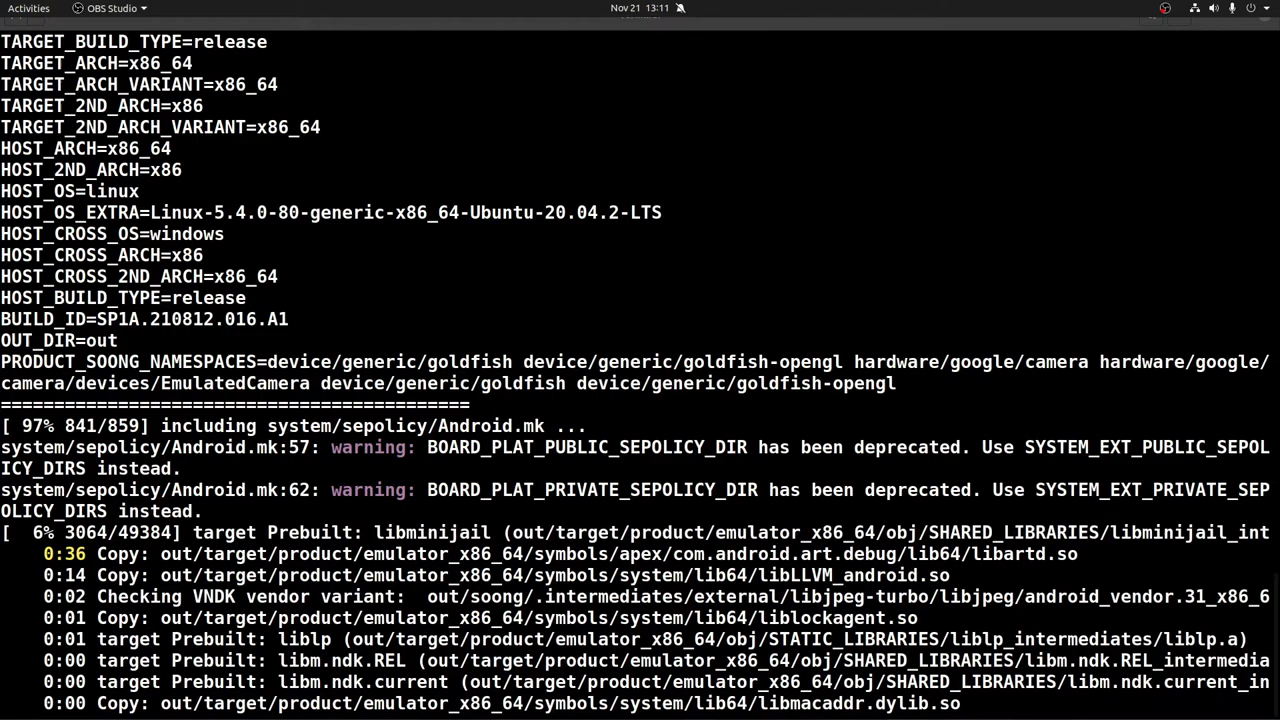 Activities OBS Studio Nov 21 13:11
TARGET_BUILD_TYPE=release
TARGET_ARCH=x86_64
TARGET_ARCH_VARIANT=x86_64
TARGET_2ND_ARCH=x86
TARGET_2ND_ARCH_VARIANT=x86_64
HOST_ARCH=x86_64
HOST_2ND_ARCH=x86
HOST_OS=linux
HOST_OS_EXTRA=Linux-5.4.0-80-generic-x86_64-Ubuntu-20.04.2-LTS
HOST_CROSS_OS=windows
HOST_CROSS_ARCH=x86
HOST_CROSS_2ND_ARCH=x86_64
HOST_BUILD_TYPE=release
BUILD_ID=SP1A.210812.016.A1
OUT_DIR=out
PRODUCT_SOONG_NAMESPACES=device/generic/goldfish device/generic/goldfish-opengl hardware/google/camera hardware/google/
camera/devices/EmulatedCamera device/generic/goldfish device/generic/goldfish-opengl
============================================
[ 97% 841/859] including system/sepolicy/Android.mk ...
system/sepolicy/Android.mk:57: warning: BOARD_PLAT_PUBLIC_SEPOLICY_DIR has been deprecated. Use SYSTEM_EXT_PUBLIC_SEPOL
ICY_DIRS instead.
system/sepolicy/Android.mk:62: warning: BOARD_PLAT_PRIVATE_SEPOLICY_DIR has been deprecated. Use SYSTEM_EXT_PRIVATE_SEP
OLICY_DIRS instead.
[  6% 3064/49384] target Prebuilt: libminijail (out/target/product/emulator_x86_64/obj/SHARED_LIBRARIES/libminijail_int
0:36 Copy: out/target/product/emulator_x86_64/symbols/apex/com.android.art.debug/lib64/libartd.so
0:14 Copy: out/target/product/emulator_x86_64/symbols/system/lib64/libLLVM_android.so
0:02 Checking VNDK vendor variant:  out/soong/.intermediates/external/libjpeg-turbo/libjpeg/android_vendor.31_x86_6
0:01 Copy: out/target/product/emulator_x86_64/symbols/system/lib64/liblockagent.so
0:01 target Prebuilt: liblp (out/target/product/emulator_x86_64/obj/STATIC_LIBRARIES/liblp_intermediates/liblp.a)
0:00 target Prebuilt: libm.ndk.REL (out/target/product/emulator_x86_64/obj/SHARED_LIBRARIES/libm.ndk.REL_intermedia
0:00 target Prebuilt: libm.ndk.current (out/target/product/emulator_x86_64/obj/SHARED_LIBRARIES/libm.ndk.current_in
0:00 Copy: out/target/product/emulator_x86_64/symbols/system/lib64/libmacaddr.dylib.so